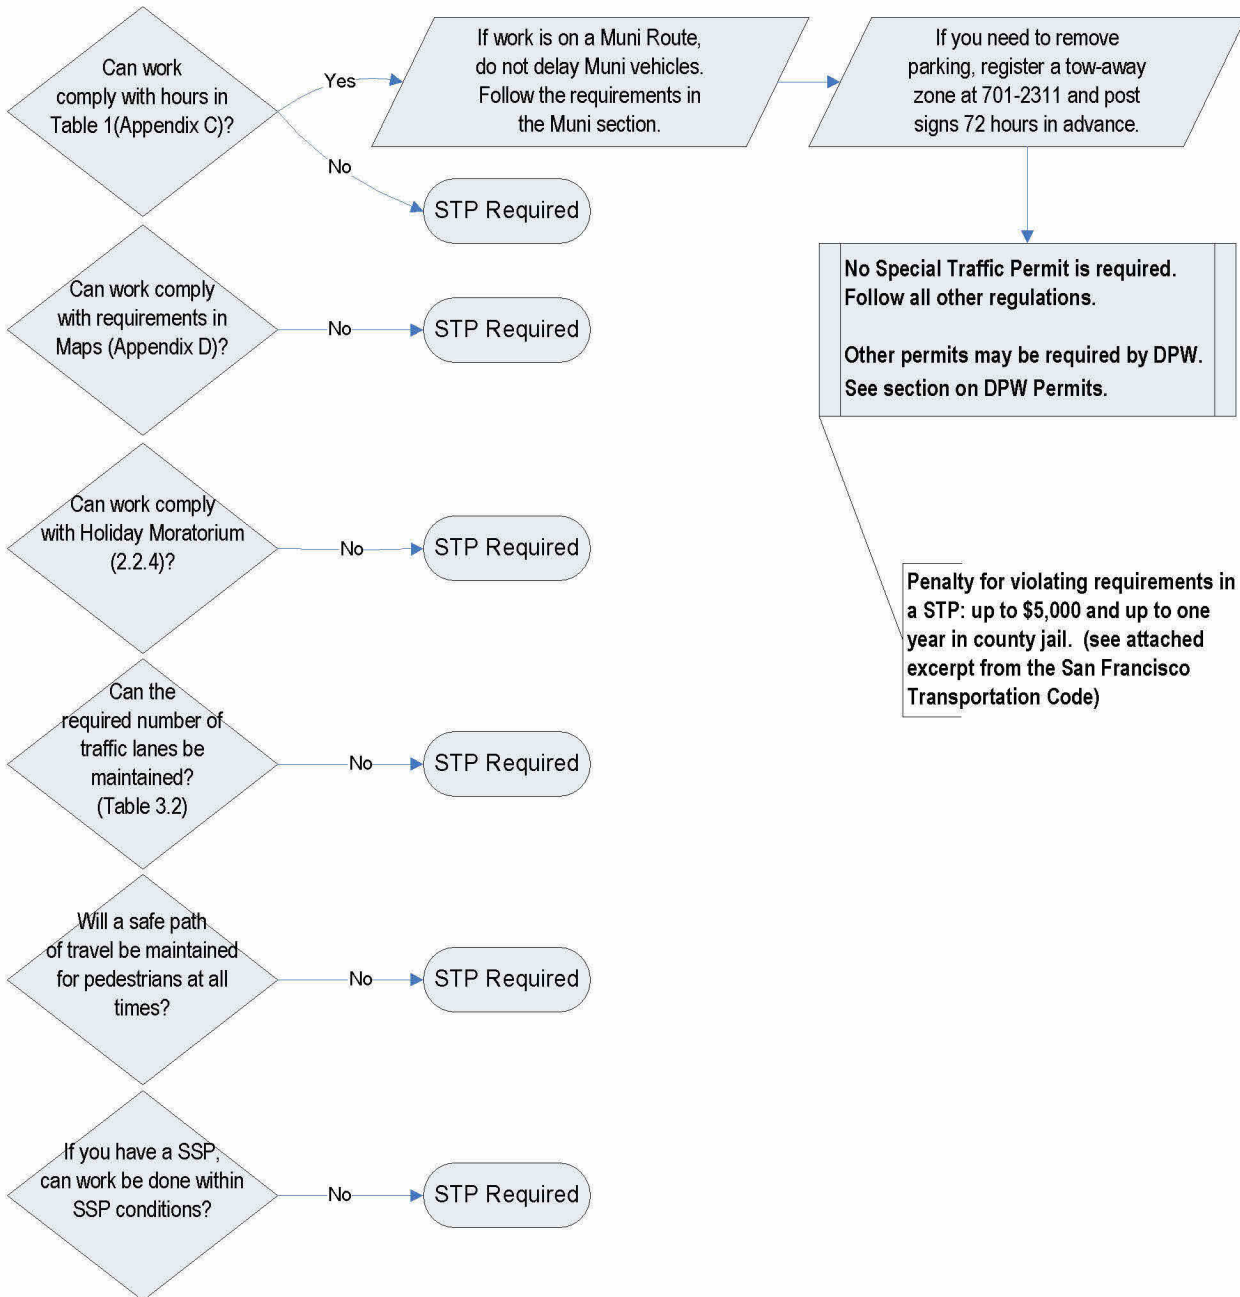 Can work
comply with hours in
Table 1(Appendix C)?
Yes
No
If work is on a Muni Route,
do not delay Muni vehicles.
Follow the requirements in
the Muni section.
If you need to remove
parking, register a tow-away
zone at 701-2311 and post
signs 72 hours in advance.
STP Required
No Special Traffic Permit is required.
Follow all other regulations.
Other permits may be required by DPW.
See section on DPW Permits.
Can work comply
with requirements in
Maps (Appendix D)?
No
STP Required
Can work comply
with Holiday Moratorium
(2.2.4)?
No
STP Required
Penalty for violating requirements in
a STP: up to $5,000 and up to one
year in county jail. (see attached
excerpt from the San Francisco
Transportation Code)
Can the
required number of
traffic lanes be
maintained?
(Table 3.2)
No
STP Required
Will a safe path
of travel be maintained
for pedestrians at all
times?
No
STP Required
If you have a SSP,
can work be done within
SSP conditions?
No
STP Required